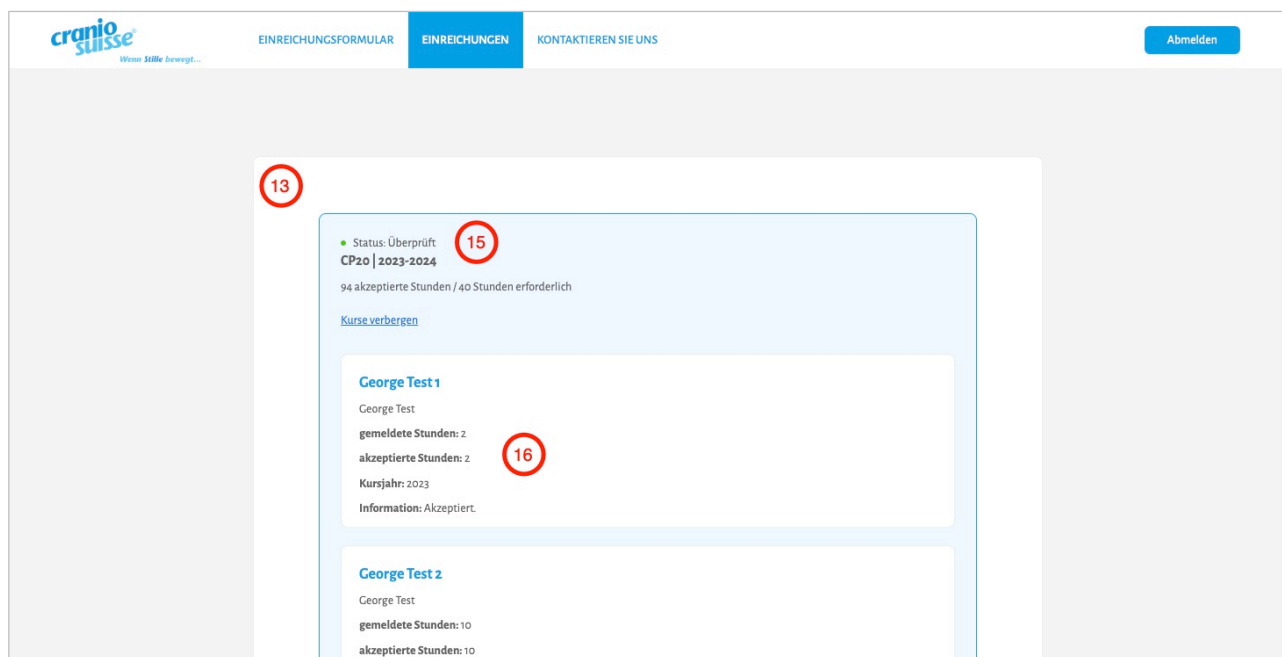 cranio
suisse®
Wenn Stille bewegt...
EINREICHUNGSFORMULAR
EINREICHUNGEN
KONTAKTIEREN SIE UNS
Abmelden
13
Status: Überprüft
15
CP20 | 2023-2024
94 akzeptierte Stunden / 40 Stunden erforderlich
Kurse verbergen
George Test 1
George Test
gemeldete Stunden: 2
akzeptierte Stunden: 2
16
Kursjahr: 2023
Information: Akzeptiert.
George Test 2
George Test
gemeldete Stunden: 10
akzeptierte Stunden: 10